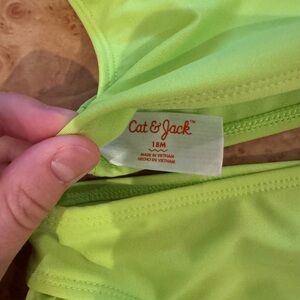 Cat & Jack™
18M
MADE IN VIETNAM
HECHO EN VIETNAM